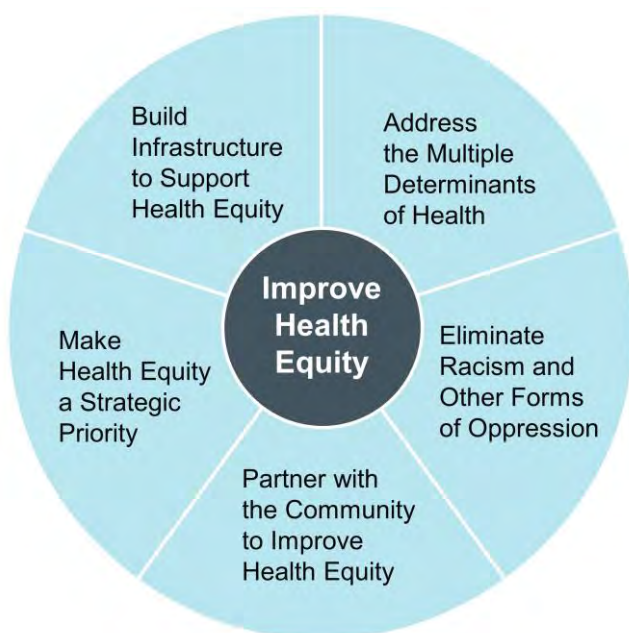 Build
Infrastructure
to Support
Health Equity
Address
the Multiple
Determinants
of Health
Improve
Health
Equity
Make
Health Equity
a Strategic
Priority
Eliminate
Racism and
Other Forms
of Oppression
Partner with
the Community
to Improve
Health Equity